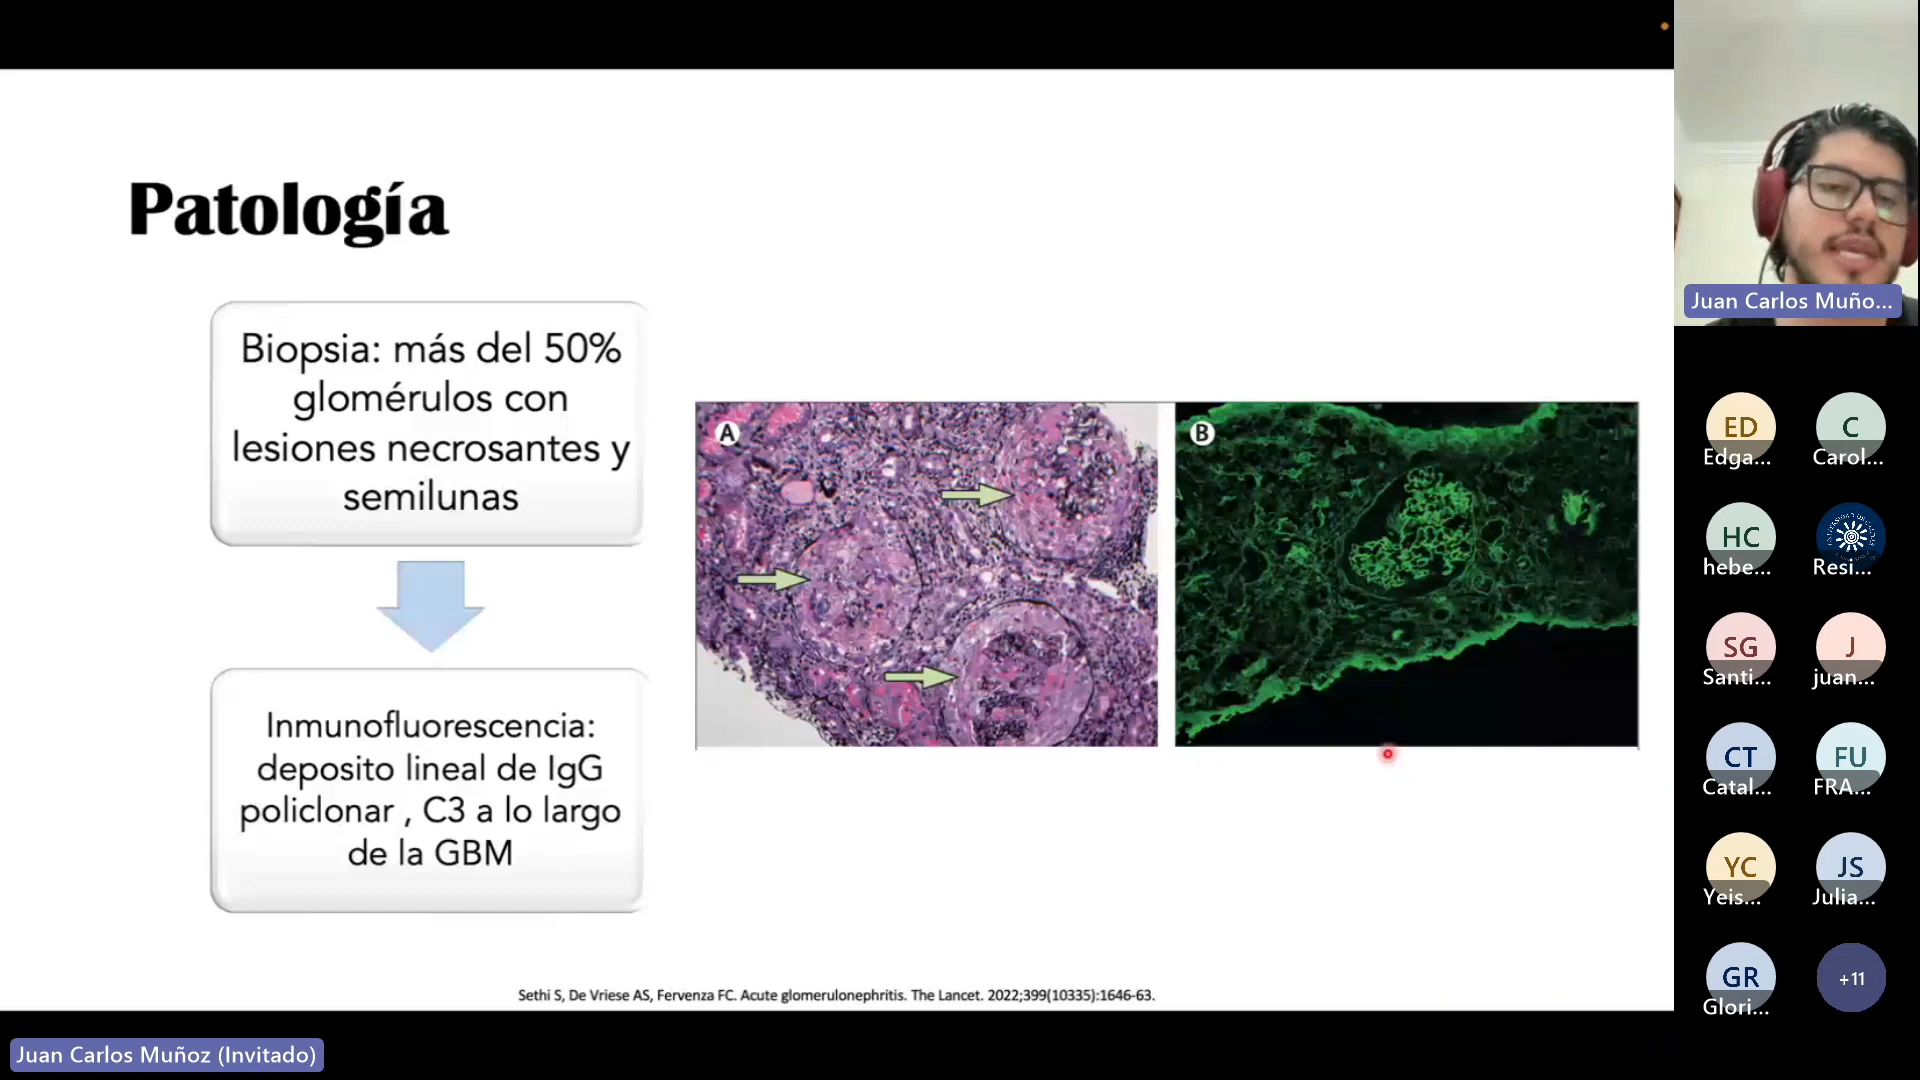 Patología
Biopsia: más del 50%
glomérulos con
lesiones necrosantes y
semilunas
Inmunofluorescencia:
deposito lineal de IgG
policlonar , C3 a lo largo
de la GBM
A
B
Sethi S, De Vriese AS, Fervenza FC. Acute glomerulonephritis. The Lancet. 2022;399(10335):1646-63.
Juan Carlos Muño...
ED
Edga...
C
Carol...
HC
hebe...
Resi...
SG
Santi...
J
juan...
CT
Catal...
FU
FRA...
YC
Yeis...
JS
Julia...
GR
Glori...
+11
Juan Carlos Muñoz (Invitado)